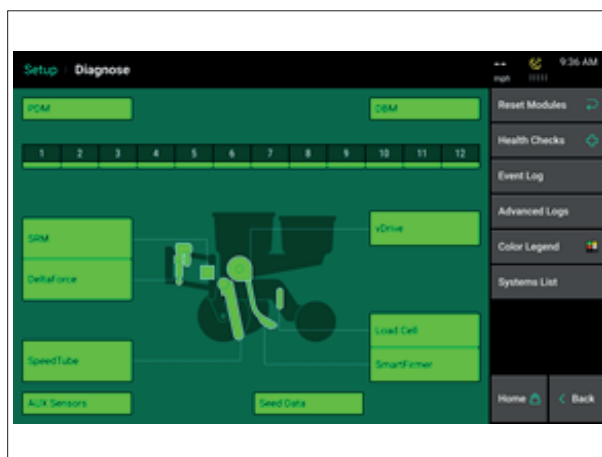 Setup / Diagnose
--
mph
9:36 AM
PDM
DBM
1 2 3 4 5 6 7 8 9 10 11 12
SRM
DeltaForce
vDrive
Load Cell
SmartFirmer
SpeedTube
AUX Sensors
Seed Data
Reset Modules
Health Checks
Event Log
Advanced Logs
Color Legend
Systems List
Home
< Back